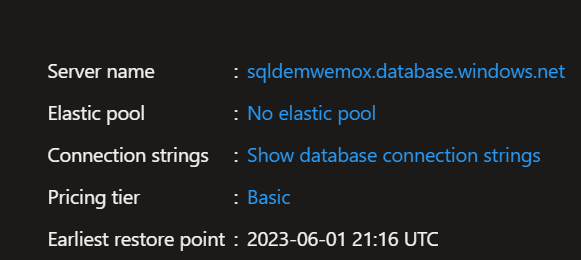 Server name : sqldemwemox.database.windows.net
Elastic pool : No elastic pool
Connection strings : Show database connection strings
Pricing tier : Basic
Earliest restore point : 2023-06-01 21:16 UTC